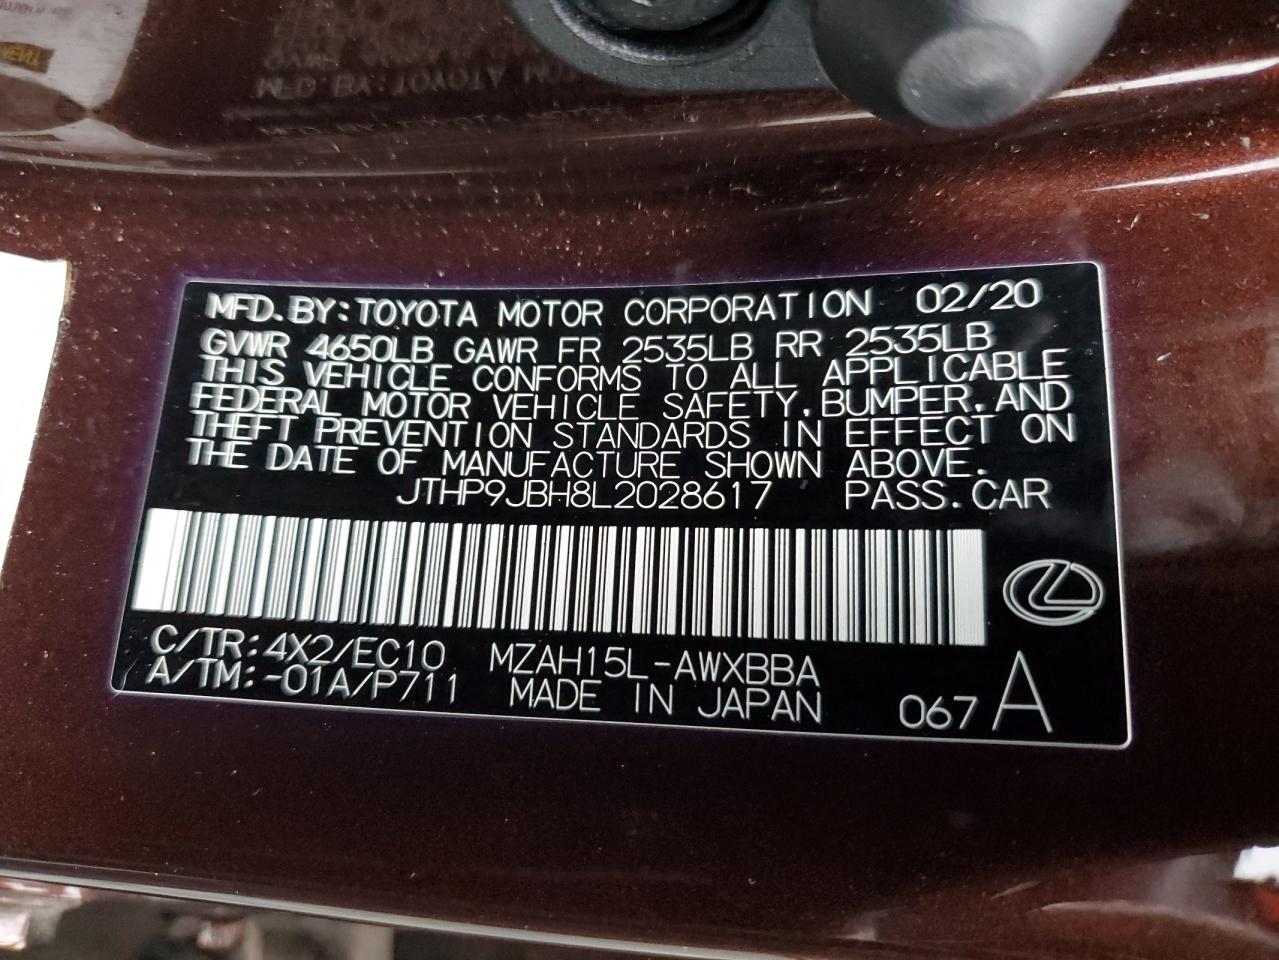 MFD.BY:TOYOTA MOTOR CORPORATION 02/20
GVWR 4650LB GAWR FR 2535LB RR 2535LB
THIS VEHICLE CONFORMS TO ALL APPLICABLE
FEDERAL MOTOR VEHICLE SAFETY,BUMPER,AND
THEFT PREVENTION STANDARDS IN EFFECT ON
THE DATE OF MANUFACTURE SHOWN ABOVE.
JTHP9JBH8L2028617 PASS.CAR
C/TR:4X2/EC10 MZAH15L-AWXBBA
A/TM:-01A/P711 MADE IN JAPAN 067 A